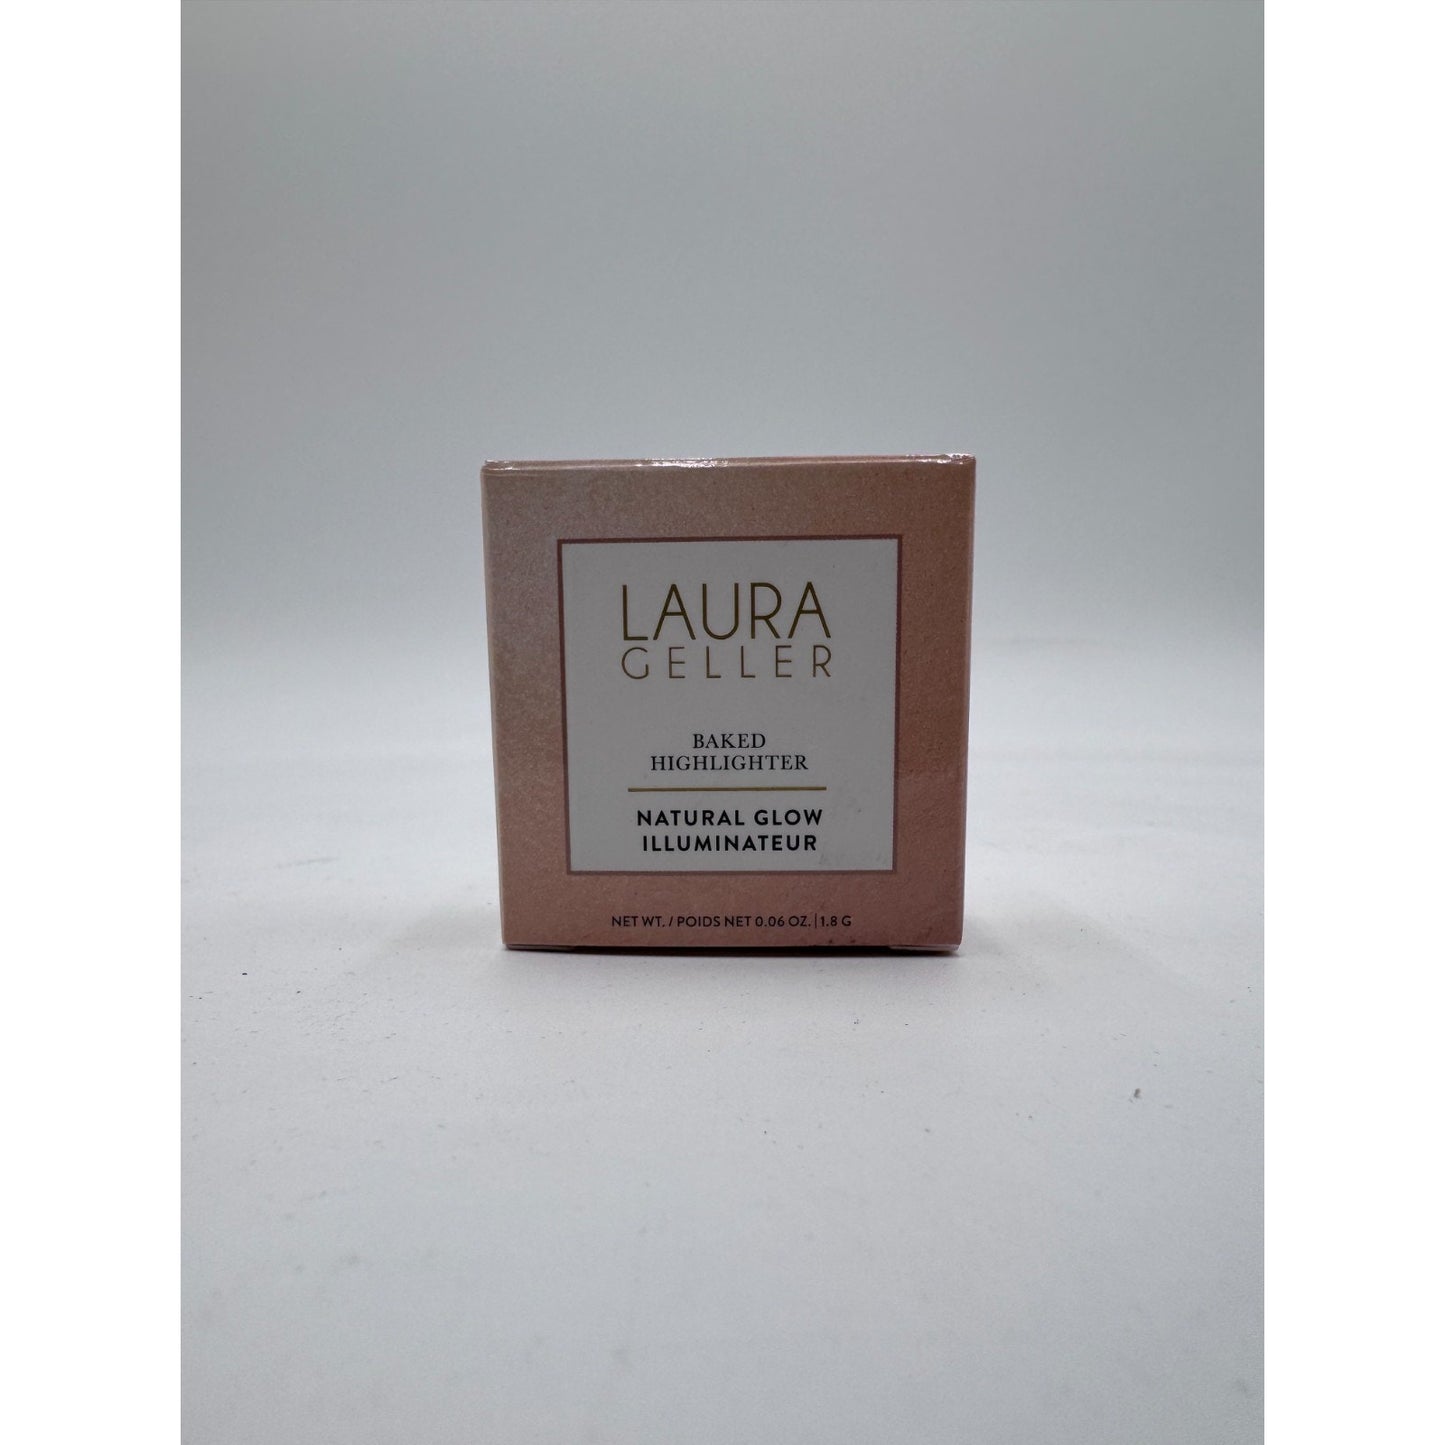 LAURA
GELLER
BAKED
HIGHLIGHTER
NATURAL GLOW
ILLUMINATEUR
NET WT. / POIDS NET 0.06 OZ. | 1.8 G